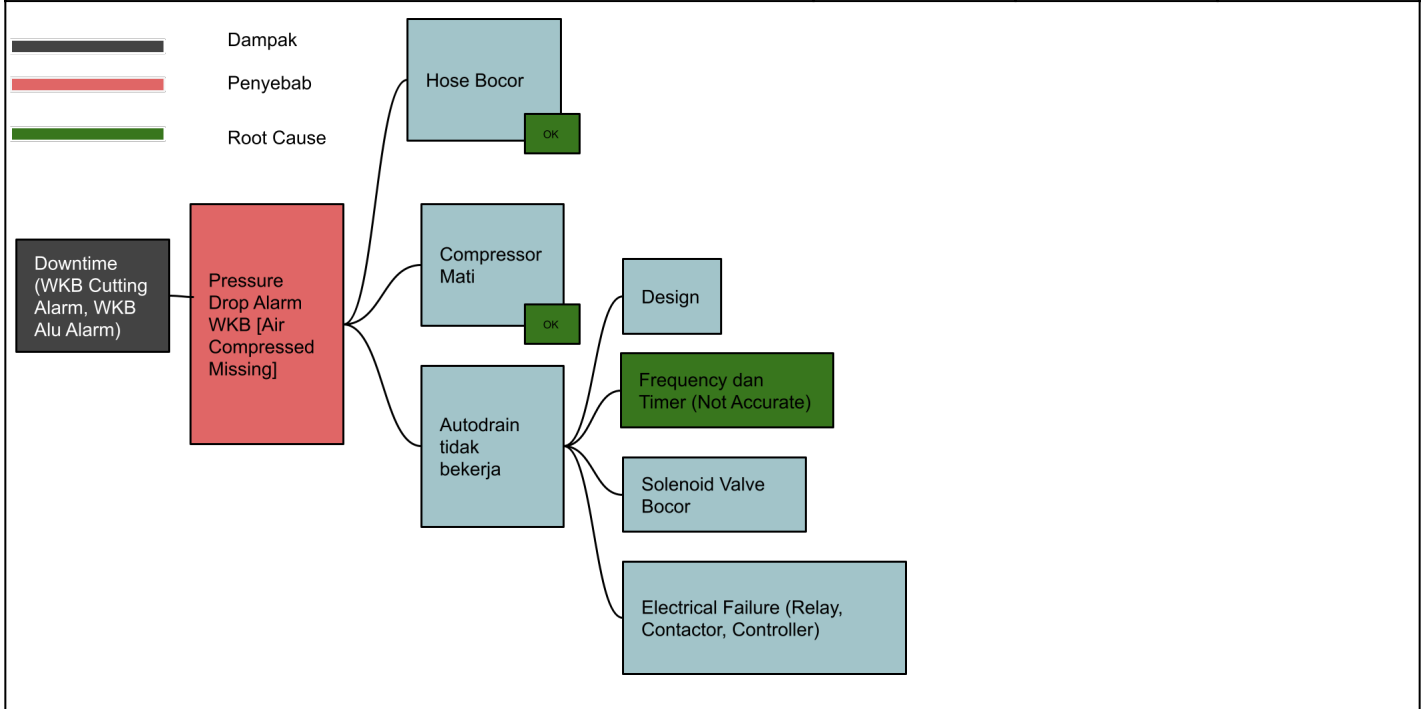 Dampak
Penyebab
Root Cause
Hose Bocor
OK
Downtime
(WKB Cutting
Alarm, WKB
Alu Alarm)
Pressure
Drop Alarm
WKB [Air
Compressed
Missing]
Compressor
Mati
OK
Autodrain
tidak
bekerja
Design
Frequency dan
Timer (Not Accurate)
Solenoid Valve
Bocor
Electrical Failure (Relay,
Contactor, Controller)